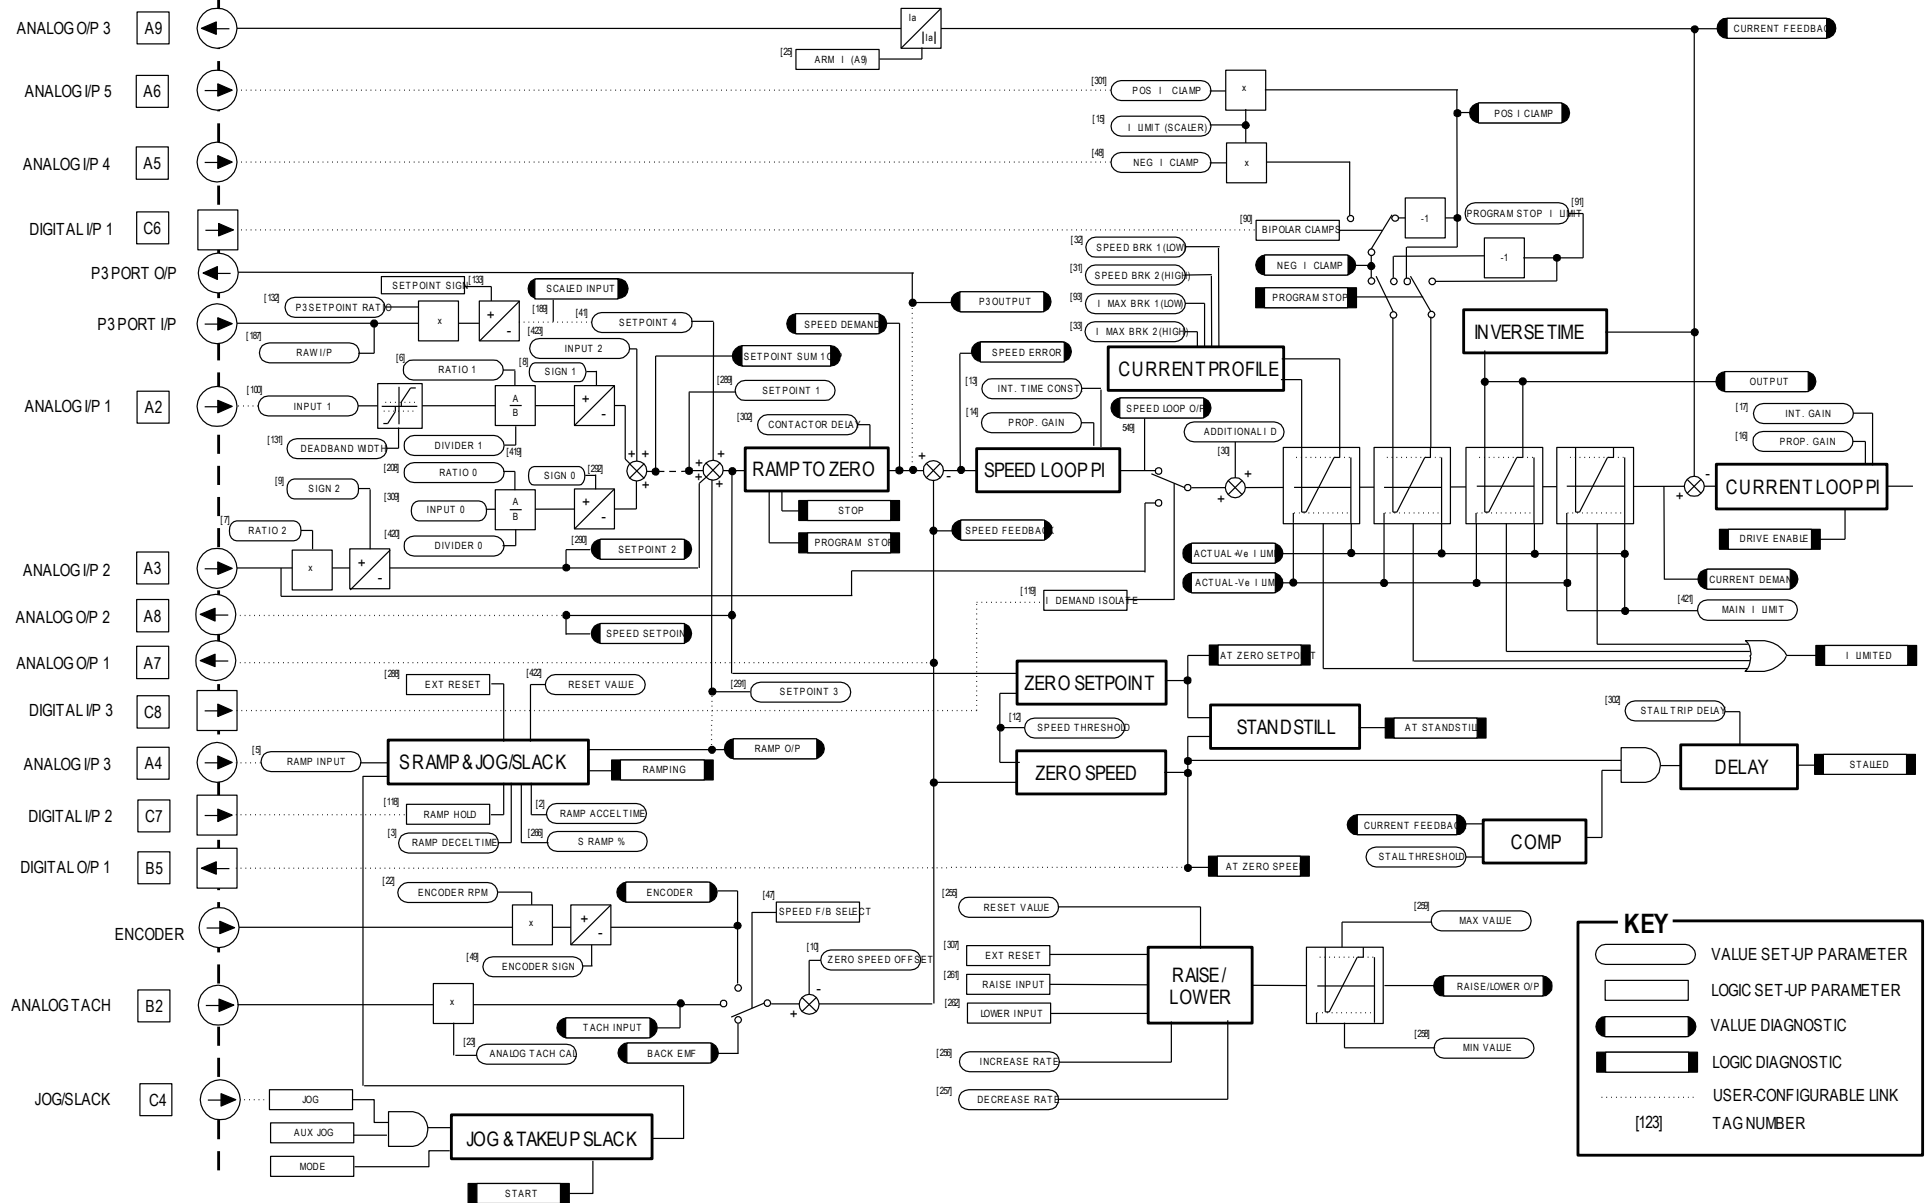 ANALOG O/P 3 A9
Ia
|Ia|
CURRENT FEEDBAC
[25] ARM I (A9)
ANALOG I/P 5 A6
[301] POS I CLAMP x
POS I CLAMP
[15] I LIMIT (SCALER)
ANALOG I/P 4 A5
[48] NEG I CLAMP x
DIGITAL I/P 1 C6
[90] BIPOLAR CLAMPS
-1
[91] PROGRAM STOP I LIMIT
-1
NEG I CLAMP
PROGRAM STOP
P3 PORT O/P
[32] SPEED BRK 1 (LOW)
[31] SPEED BRK 2 (HIGH)
[93] I MAX BRK 1 (LOW)
[33] I MAX BRK 2 (HIGH)
CURRENT PROFILE
INVERSE TIME
P3 PORT I/P
SETPOINT SIGN [133]
[132] P3 SETPOINT RATIO
x
+
-
[187] RAW I/P
SCALED INPUT
[189]
[41] SETPOINT 4
[423] INPUT 2
P3 OUTPUT
SPEED DEMAND
SETPOINT SUM 1O
SPEED ERROR
ANALOG I/P 1 A2
[100] INPUT 1
[131] DEADBAND WIDTH
[6] RATIO 1
A
B
DIVIDER 1
[419]
[8] SIGN 1
+
-
[289] SETPOINT 1
[302] CONTACTOR DELAY
RAMP TO ZERO
STOP
PROGRAM STOP
[13] INT. TIME CONST
[14] PROP. GAIN
SPEED LOOP PI
SPEED LOOP O/P
549
ADDITIONAL D
[30]
OUTPUT
[17] INT. GAIN
[16] PROP. GAIN
CURRENT LOOP PI
DRIVE ENABLE
[208] RATIO 0
[309] INPUT 0
A
B
DIVIDER 0
[420]
SIGN 0 [292]
+
-
[9] SIGN 2
[7] RATIO 2
x
+
-
ANALOG I/P 2 A3
[290] SETPOINT 2
SPEED FEEDBACK
ACTUAL +Ve I LIM
ACTUAL -Ve I LIM
CURRENT DEMAN
[421] MAIN I LIMIT
ANALOG O/P 2 A8
SPEED SETPOIN
[119] I DEMAND ISOLATE
ANALOG O/P 1 A7
I LIMITED
DIGITAL I/P 3 C8
[288] EXT RESET
[422] RESET VALUE
[291] SETPOINT 3
ZERO SETPOINT
AT ZERO SETPOINT
[12] SPEED THRESHOLD
ZERO SPEED
STANDSTILL
AT STANDSTILL
AT ZERO SPEED
ANALOG I/P 3 A4
[5] RAMP INPUT
S RAMP & JOG/SLACK
RAMP O/P
RAMPING
DIGITAL I/P 2 C7
[118] RAMP HOLD
[2] RAMP ACCEL TIME
[3] RAMP DECEL TIME
[266] S RAMP %
[302] STALL TRIP DELAY
DELAY
STALLED
CURRENT FEEDBAC
COMP
STALL THRESHOLD
DIGITAL O/P 1 B5
ENCODER
[22] ENCODER RPM
x
+
-
[49] ENCODER SIGN
ENCODER
[47] SPEED F/B SELECT
[10] ZERO SPEED OFFSET
ANALOG TACH B2
x
[23] ANALOG TACH CAL
TACH INPUT
BACK EMF
[255] RESET VALUE
[307] EXT RESET
[261] RAISE INPUT
[262] LOWER INPUT
[256] INCREASE RATE
[257] DECREASE RATE
RAISE/
LOWER
[259] MAX VALUE
RAISE/LOWER O/P
[258] MIN VALUE
JOG/SLACK C4
JOG
AUX JOG
MODE
JOG & TAKEUP SLACK
START
KEY
VALUE SET-UP PARAMETER
LOGIC SET-UP PARAMETER
VALUE DIAGNOSTIC
LOGIC DIAGNOSTIC
USER-CONFIGURABLE LINK
[123] TAG NUMBER